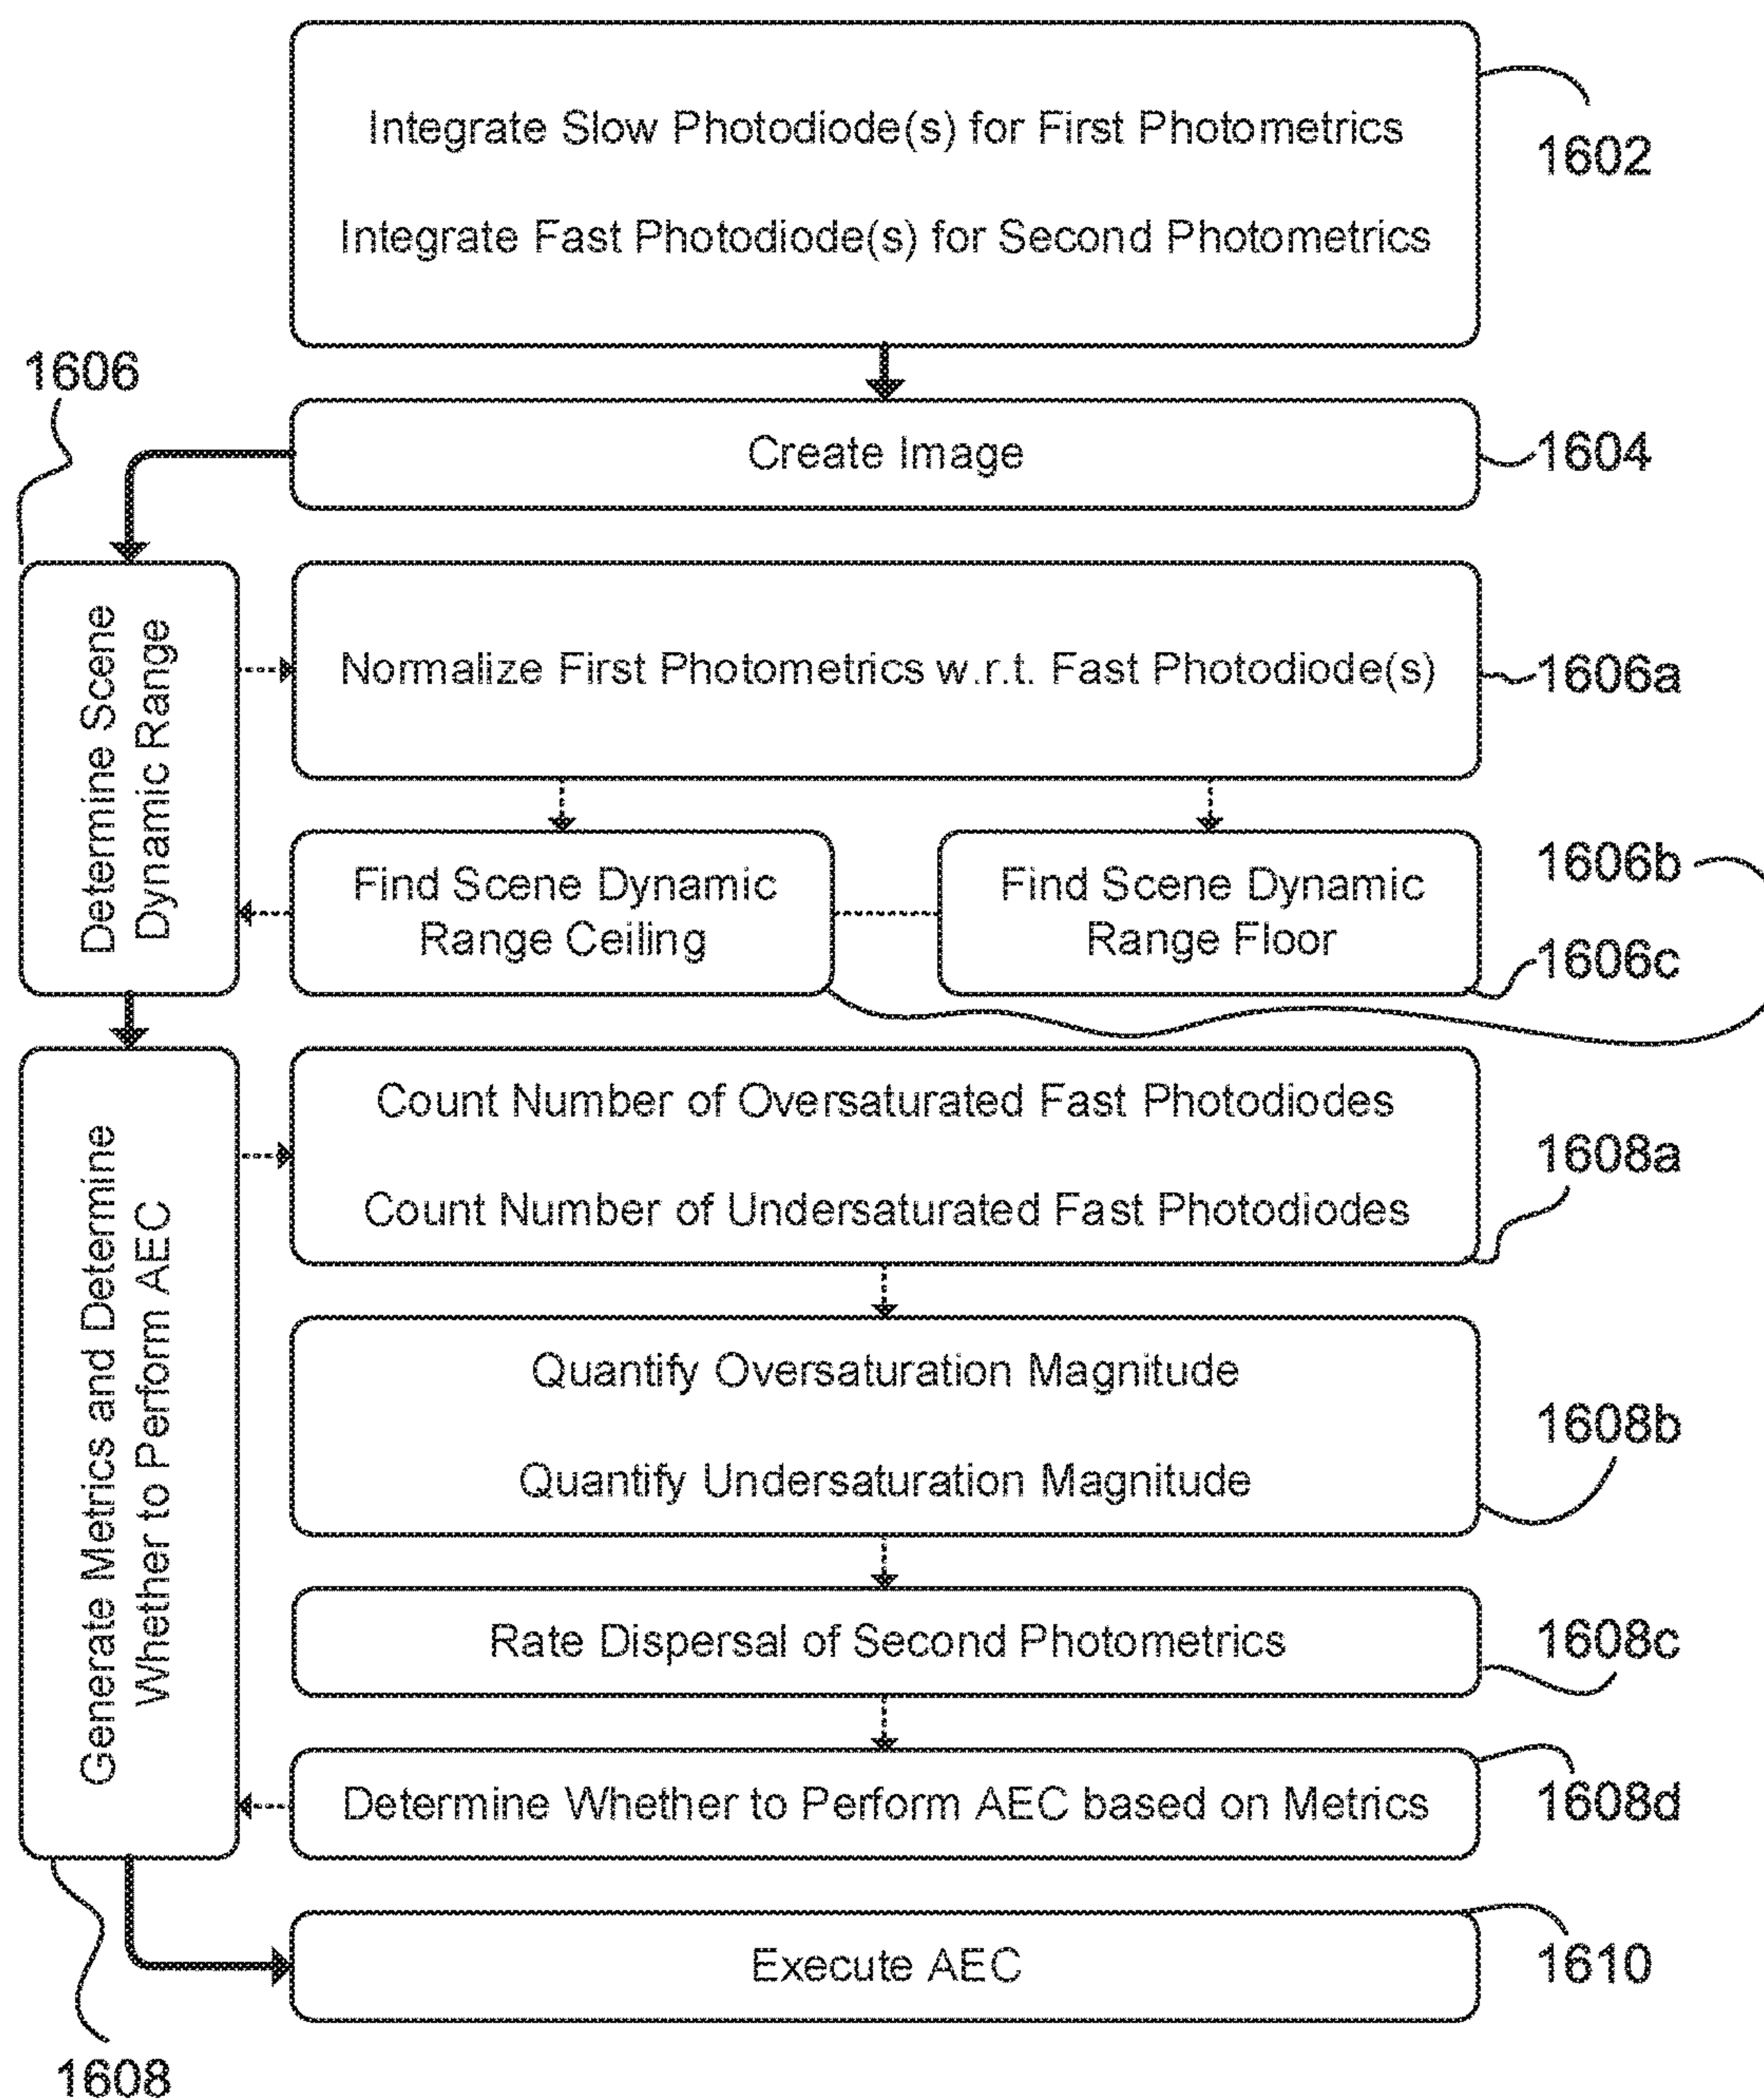 Integrate Slow Photodiode(s) for First Photometrics
Integrate Fast Photodiode(s) for Second Photometrics
1602
1606
Create Image
1604
Determine Scene
Dynamic Range
Normalize First Photometrics w.r.t. Fast Photodiode(s)
1606a
Find Scene Dynamic
Range Ceiling
Find Scene Dynamic
Range Floor
1606b
1606c
Generate Metrics and Determine
Whether to Perform AEC
Count Number of Oversaturated Fast Photodiodes
Count Number of Undersaturated Fast Photodiodes
1608a
Quantify Oversaturation Magnitude
Quantify Undersaturation Magnitude
1608b
Rate Dispersal of Second Photometrics
1608c
Determine Whether to Perform AEC based on Metrics
1608d
Execute AEC
1610
1608